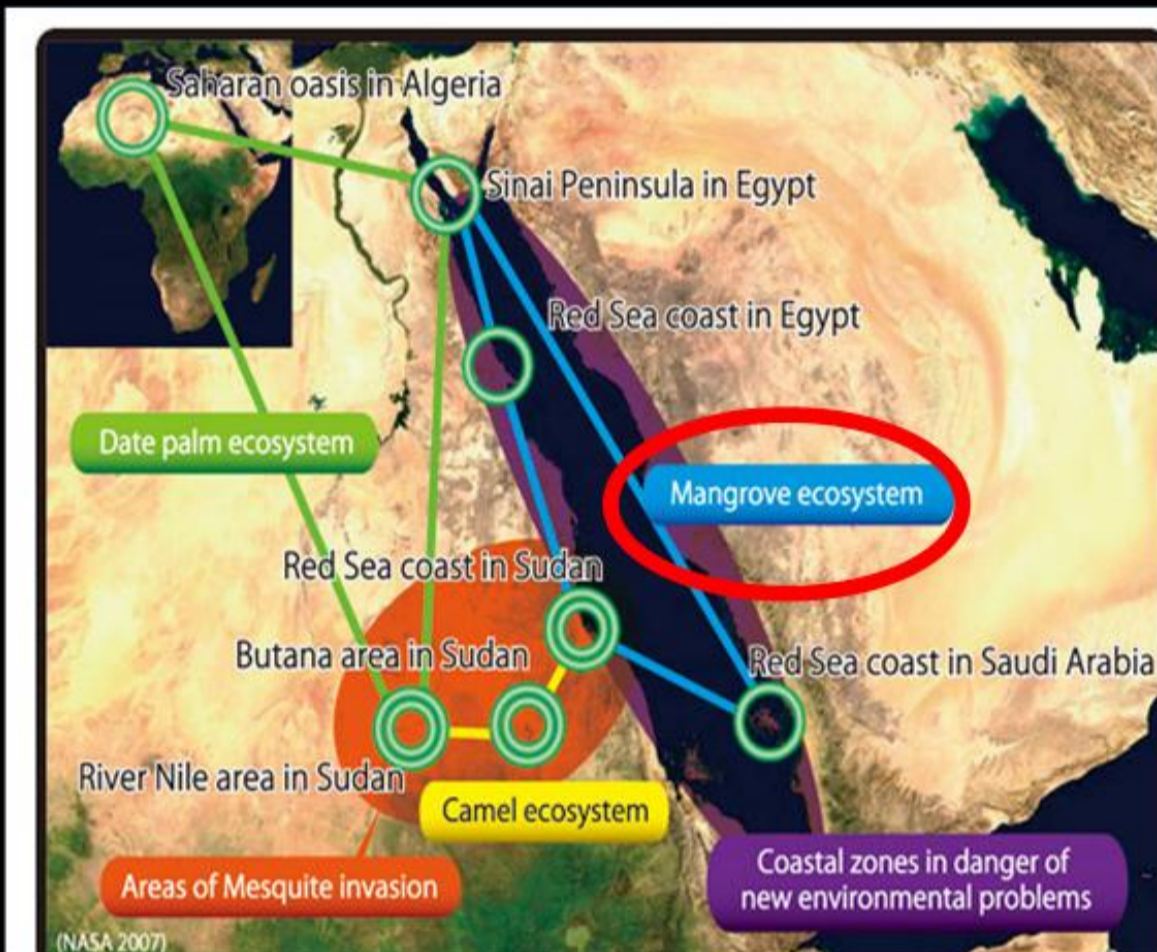 Saharan oasis in Algeria
Sinai Peninsula in Egypt
Red Sea coast in Egypt
Date palm ecosystem
Mangrove ecosystem
Red Sea coast in Sudan
Butana area in Sudan
Red Sea coast in Saudi Arabia
River Nile area in Sudan
Camel ecosystem
Areas of Mesquite invasion
Coastal zones in danger of
new environmental problems
(NASA 2007)